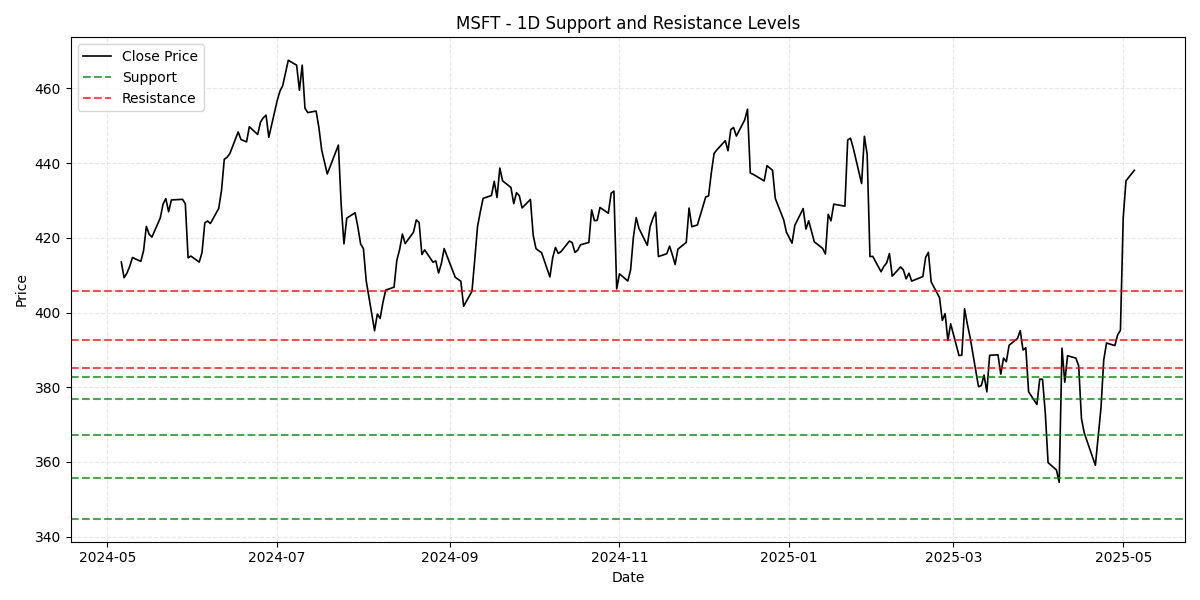 MSFT - 1D Support and Resistance Levels
Close Price
Support
Resistance
Price
460
440
420
400
380
360
340
2024-05 2024-07 2024-09 2024-11 2025-01 2025-03 2025-05
Date